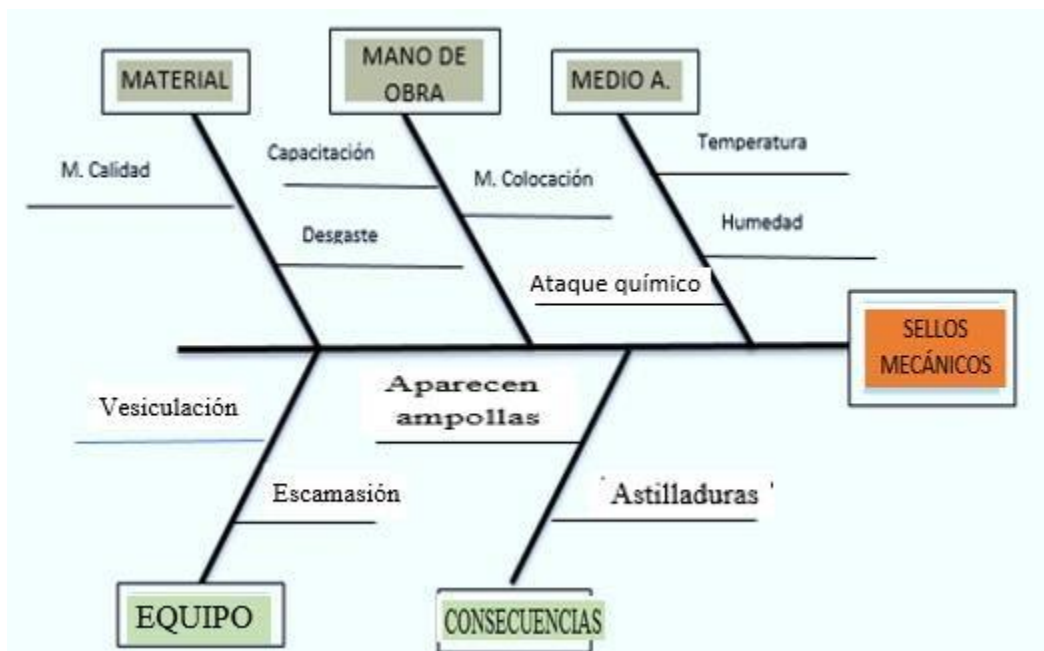 MATERIAL
MANO DE
OBRA
MEDIO A.
M. Calidad
Capacitación
Desgaste
M. Colocación
Temperatura
Humedad
Ataque químico
SELLOS
MECÁNICOS
Vesiculación
Escamasión
Aparecen
ampollas
Astilladuras
EQUIPO
CONSECUENCIAS